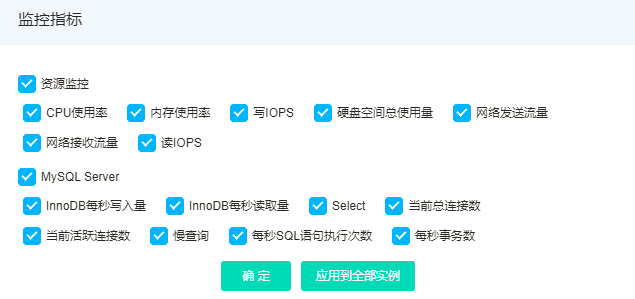 监控指标
资源监控
CPU使用率 内存使用率 写IOPS 硬盘空间总使用量 网络发送流量
网络接收流量 读IOPS
MySQL Server
InnoDB每秒写入量 InnoDB每秒读取量 Select 当前总连接数
当前活跃连接数 慢查询 每秒SQL语句执行次数 每秒事务数
确 定 应用到全部实例